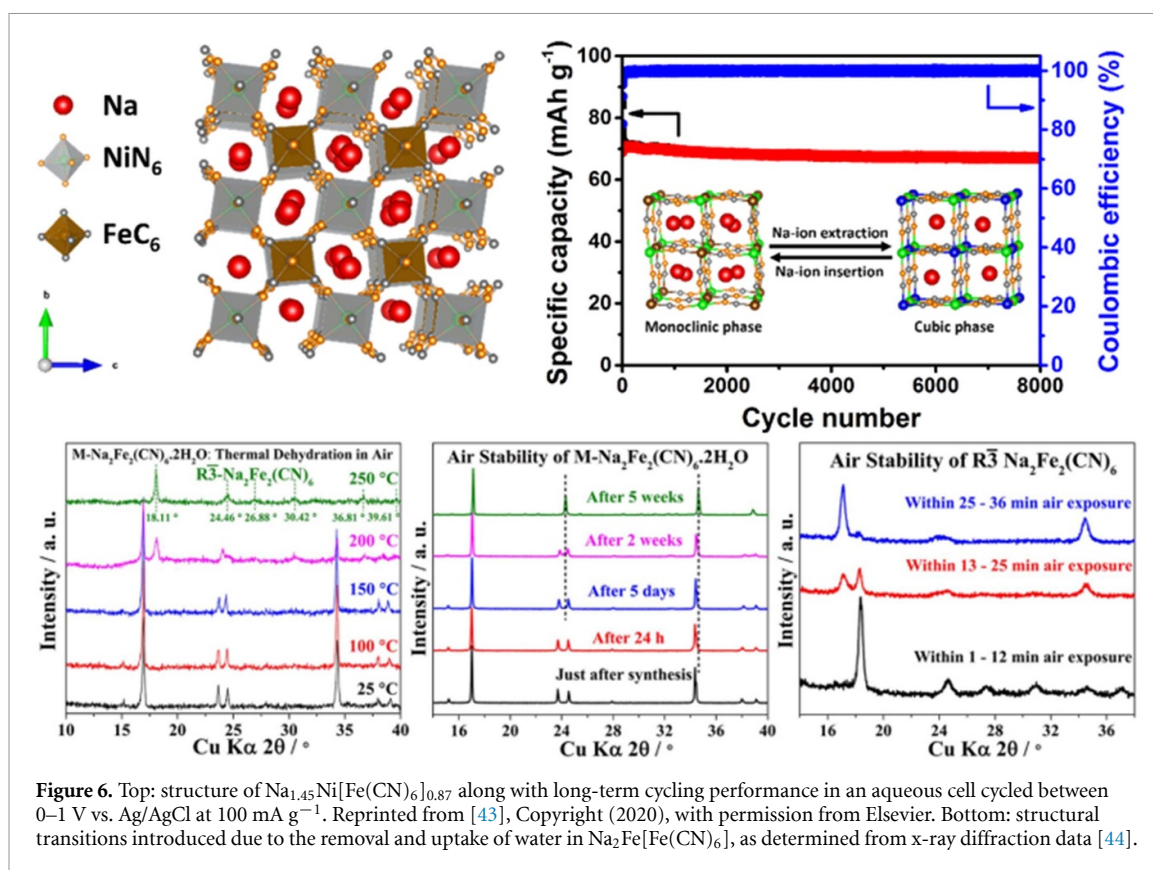 Na
NiN₆
FeC₆
b
c
Specific capacity (mAh g⁻¹)
100
80
60
40
20
0
Na-ion extraction
Na-ion insertion
Monoclinic phase
Cubic phase
0 2000 4000 6000 8000
Cycle number
100
80
60
40
20
0
Coulombic efficiency (%)
M-Na₂Fe₂(CN)₆.2H₂O: Thermal Dehydration in Air
R3̅-Na₂Fe₂(CN)₆
250 °C
18.11 ° 24.46 ° 26.88 ° 30.42 ° 36.81 ° 39.61 °
200 °C
150 °C
100 °C
25 °C
Intensity / a. u.
10 15 20 25 30 35 40
Cu Kα 2θ / °
Air Stability of M-Na₂Fe₂(CN)₆.2H₂O
After 5 weeks
After 2 weeks
After 5 days
After 24 h
Just after synthesis
Intensity / a. u.
16 20 24 28 32 36 40
Cu Kα 2θ / °
Air Stability of R3̅ Na₂Fe₂(CN)₆
Within 25 - 36 min air exposure
Within 13 - 25 min air exposure
Within 1 - 12 min air exposure
Intensity / a. u.
16 20 24 28 32 36
Cu Kα 2θ / °
Figure 6. Top: structure of Na₁.₄₅Ni[Fe(CN)₆]₀.₈₇ along with long-term cycling performance in an aqueous cell cycled between
0–1 V vs. Ag/AgCl at 100 mA g⁻¹. Reprinted from [43], Copyright (2020), with permission from Elsevier. Bottom: structural
transitions introduced due to the removal and uptake of water in Na₂Fe[Fe(CN)₆], as determined from x-ray diffraction data [44].